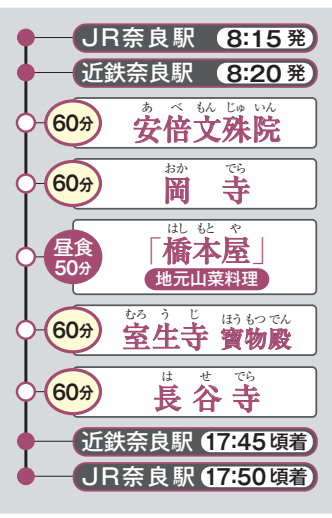 JR奈良駅 8:15発
近鉄奈良駅 8:20発
あべもんじゅいん
60分 安倍文殊院
おか でら
60分 岡寺
はしもとや
昼食 50分 「橋本屋」
地元山菜料理
むろうじ ほうもつでん
60分 室生寺 寳物殿
はせでら
60分 長谷寺
近鉄奈良駅 17:45頃着
JR奈良駅 17:50頃着